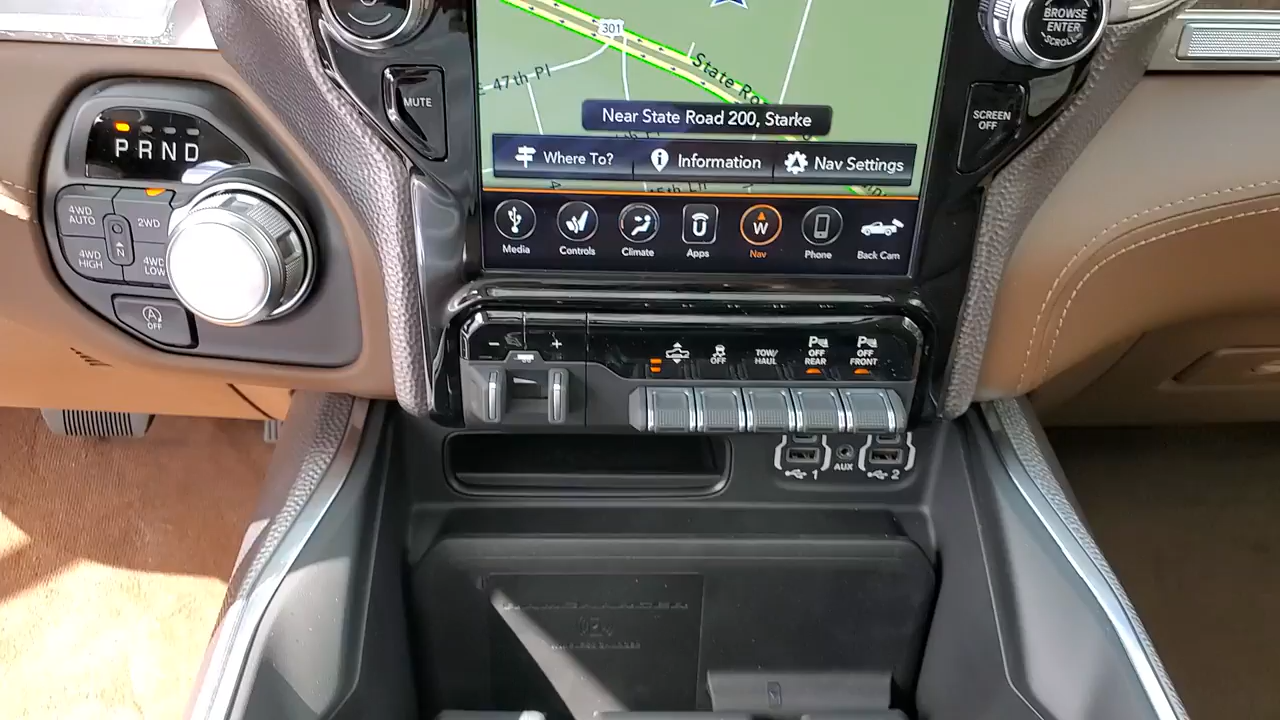 BROWSE
ENTER
SCROLL
301
E 47th Pl
State Ro
MUTE
SCREEN
OFF
Near State Road 200, Starke
Where To?
Information
Nav Settings
P R N D
4WD
AUTO
2WD
N
4WD
HIGH
4WD
LOW
A
OFF
U
W
Media
Controls
Climate
Apps
Nav
Phone
Back Cam
- +
OFF
TOW/
HAUL
P
OFF
REAR
P
OFF
FRONT
1
AUX
2
WIRELESS CHARGER